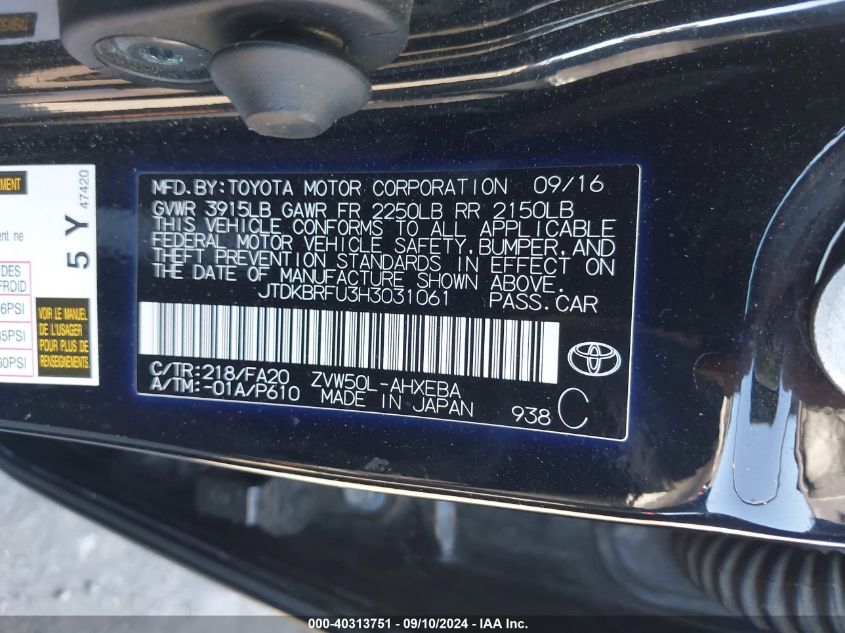 MFD. BY: TOYOTA MOTOR CORPORATION 09/16
GVWR 3915LB GAWR FR 2250LB RR 2150LB
THIS VEHICLE CONFORMS TO ALL APPLICABLE
FEDERAL MOTOR VEHICLE SAFETY, BUMPER, AND
THEFT PREVENTION STANDARDS IN EFFECT ON
THE DATE OF MANUFACTURE SHOWN ABOVE.
JTDKBRFU3H3031061 PASS.CAR
C/TR:218/FA20 ZVW50L-AHXEBA
A/TM:-01A/P610 MADE IN JAPAN 938 C
5 Y
47420
VOIR LE MANUEL
DE L'USAGER
POUR PLUS DE
RENSEIGNEMENTS
000-40313751 - 09/10/2024 - IAA Inc.